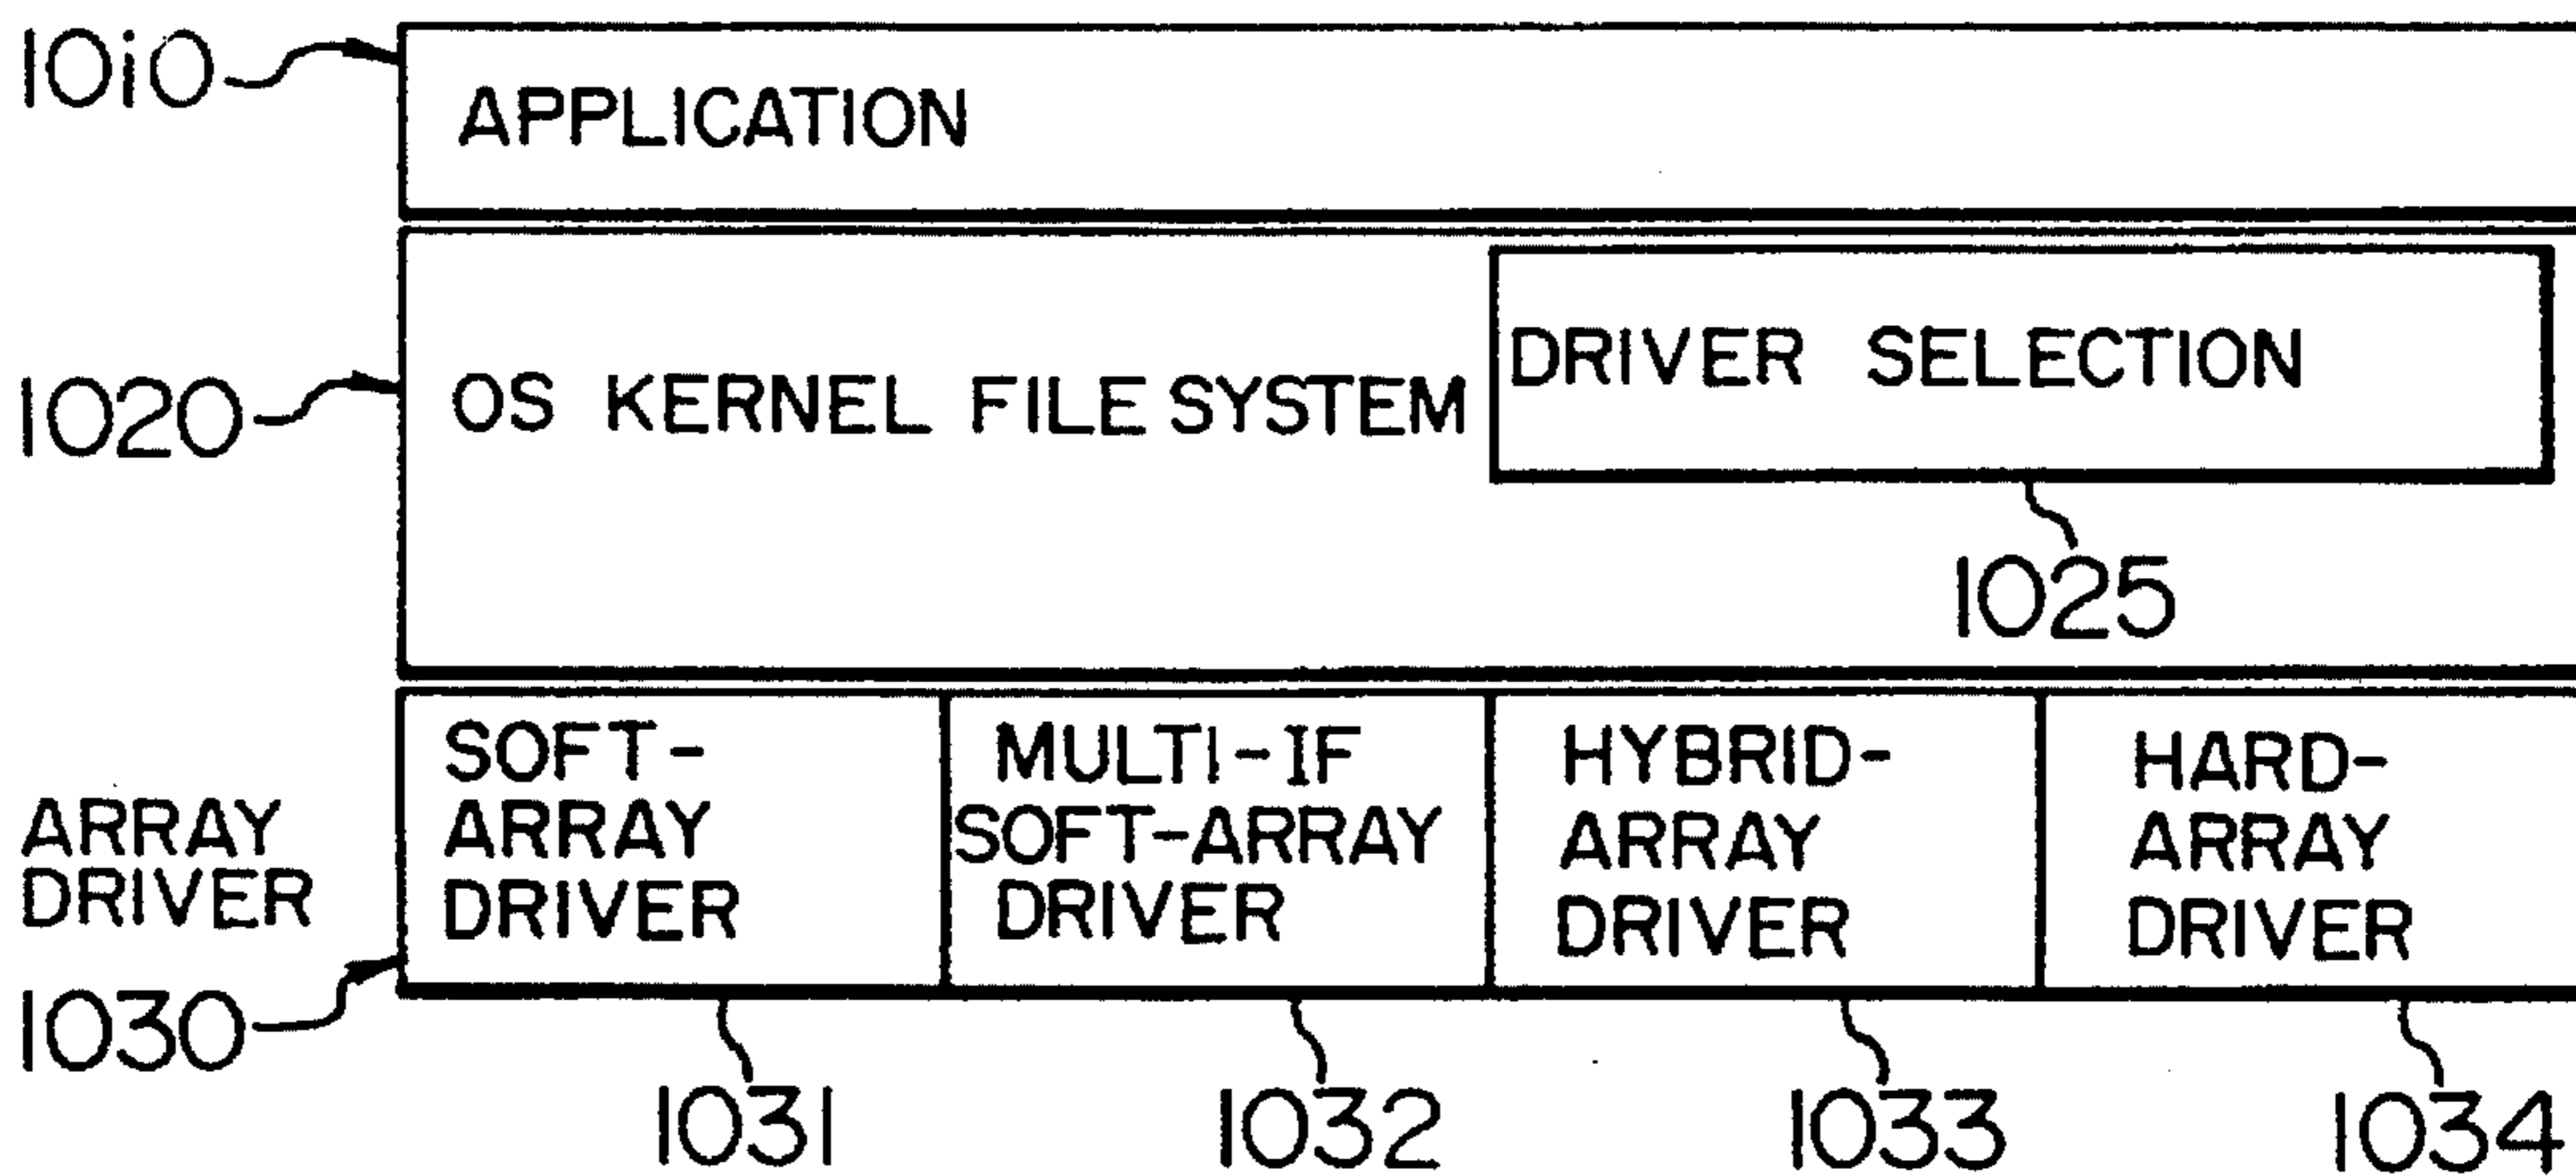 10i0
APPLICATION
1020
OS KERNEL FILE SYSTEM
DRIVER SELECTION
1025
ARRAY
DRIVER
1030
SOFT-
ARRAY
DRIVER
MULTI-IF
SOFT-ARRAY
DRIVER
HYBRID-
ARRAY
DRIVER
HARD-
ARRAY
DRIVER
1031
1032
1033
1034